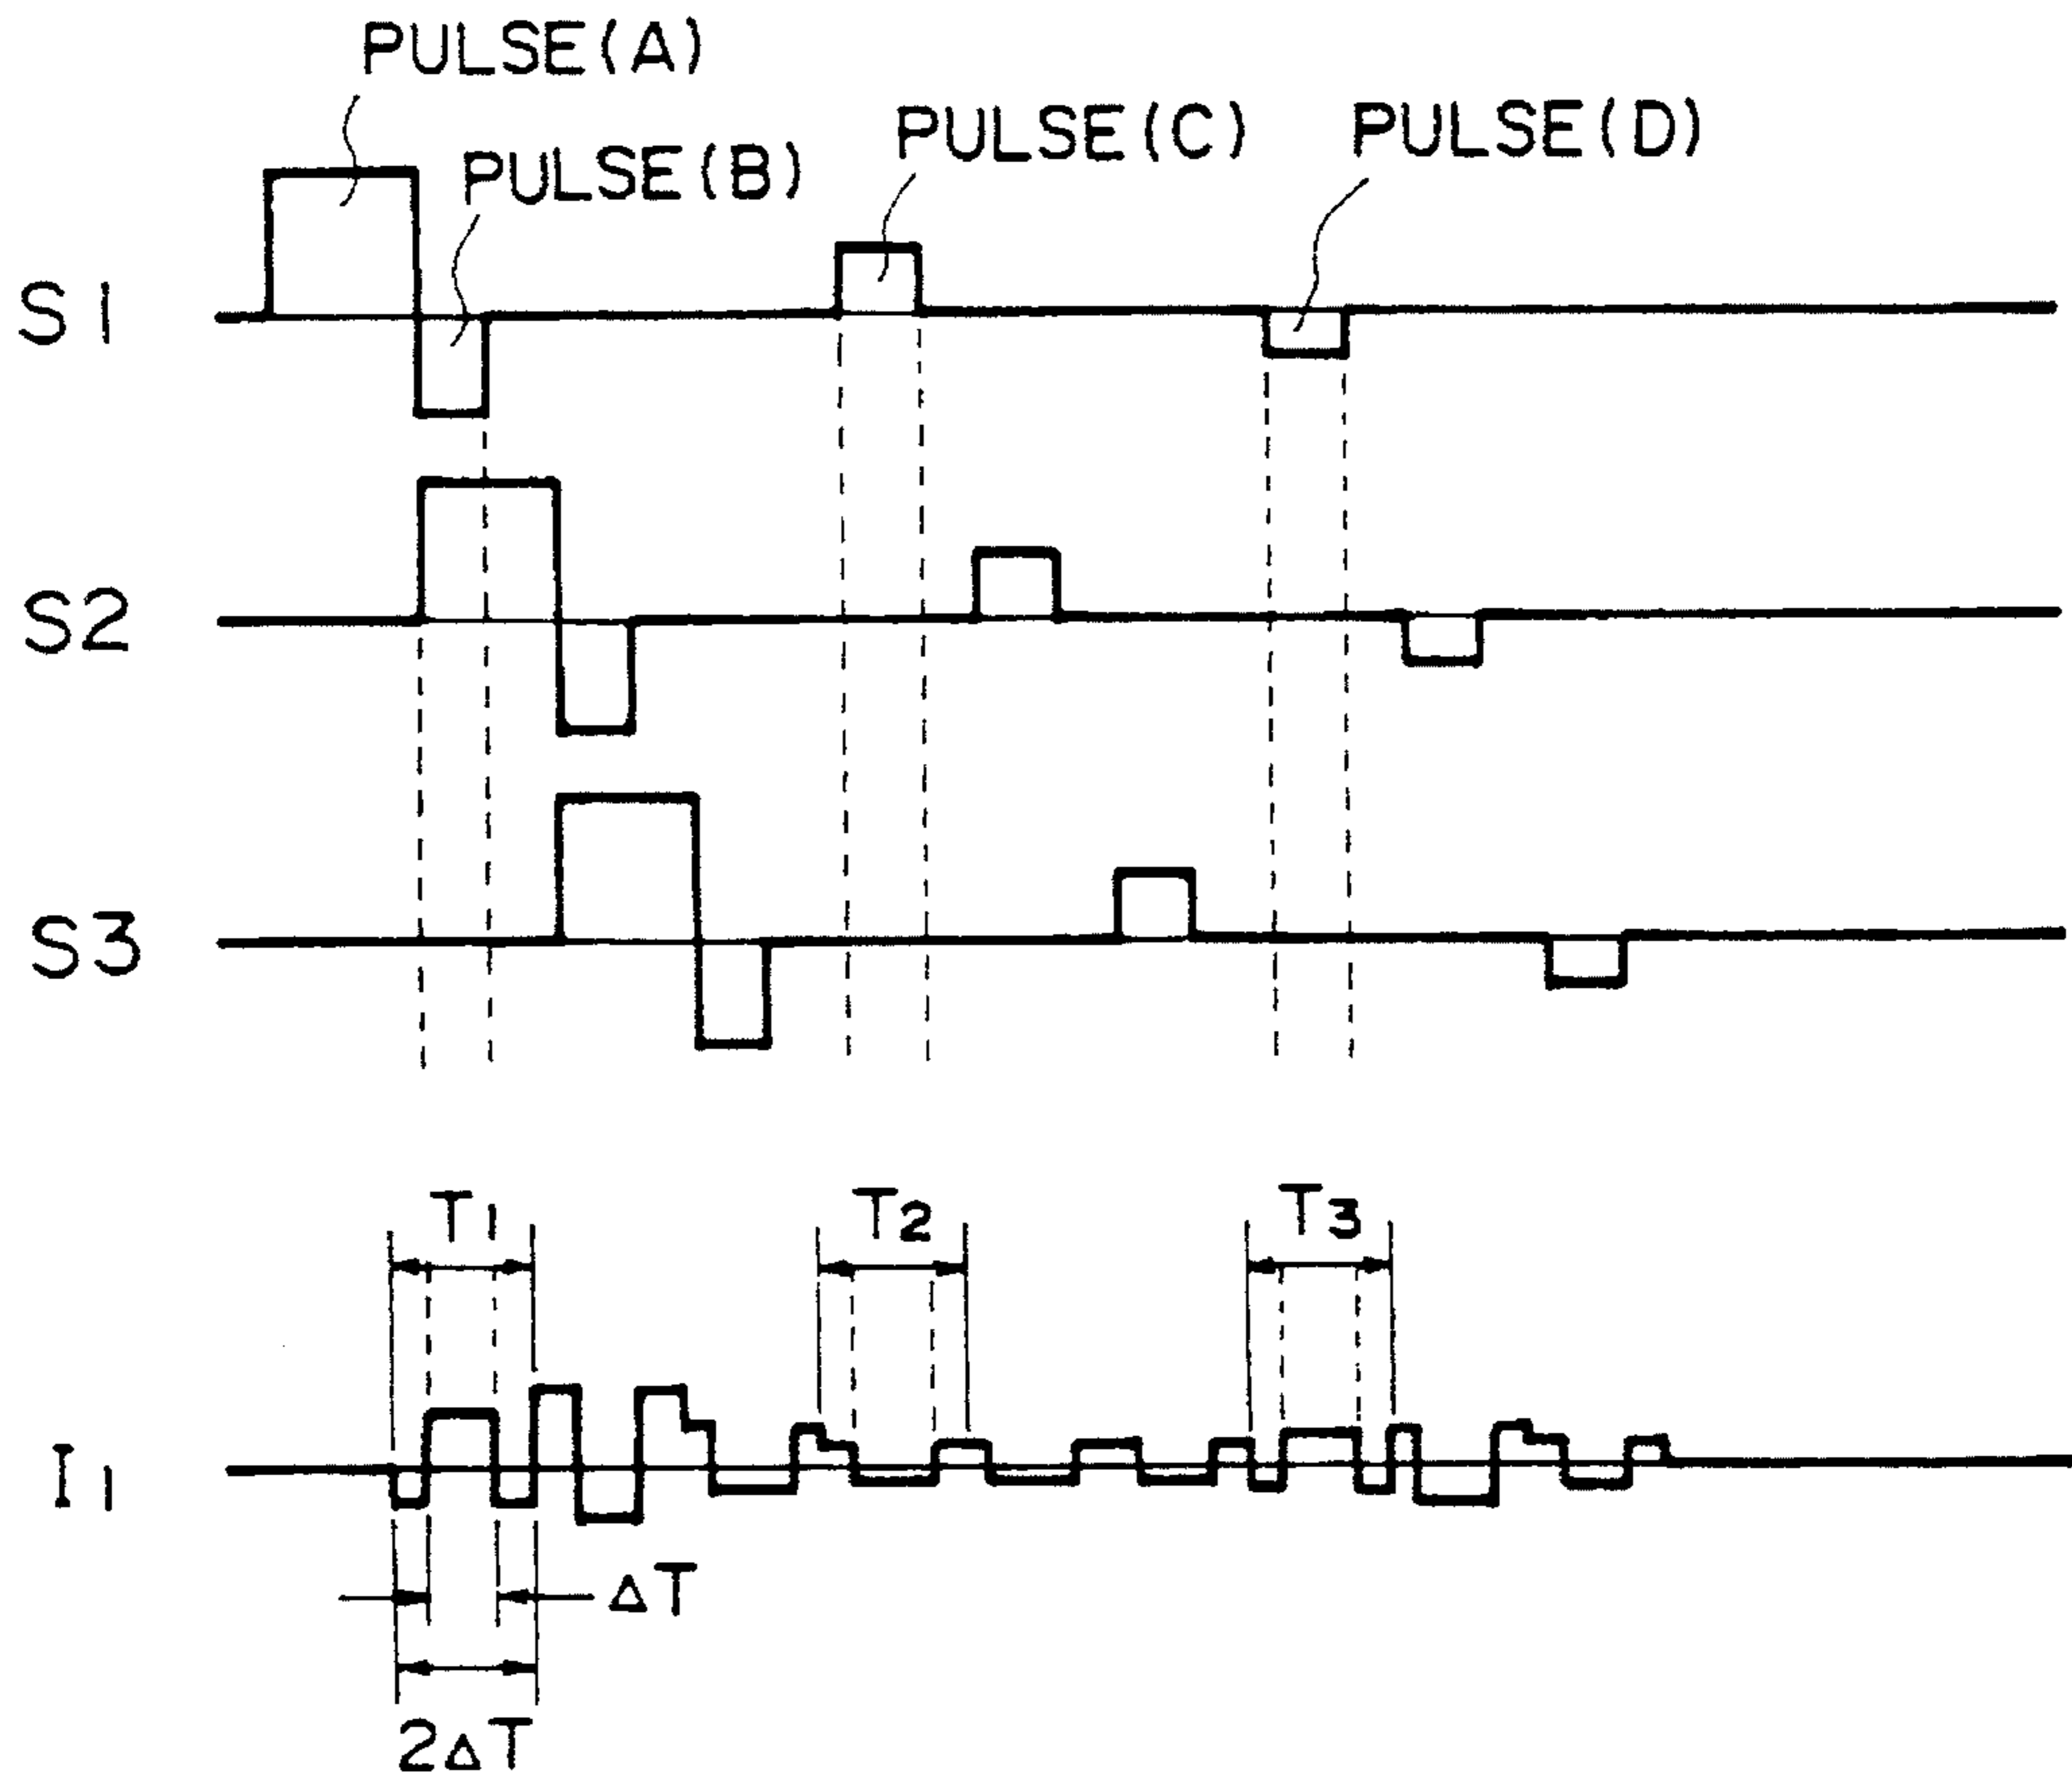 PULSE(A)
PULSE(B)
PULSE(C)
PULSE(D)
S1
S2
S3
T1
T2
T3
I1
ΔT
2ΔT